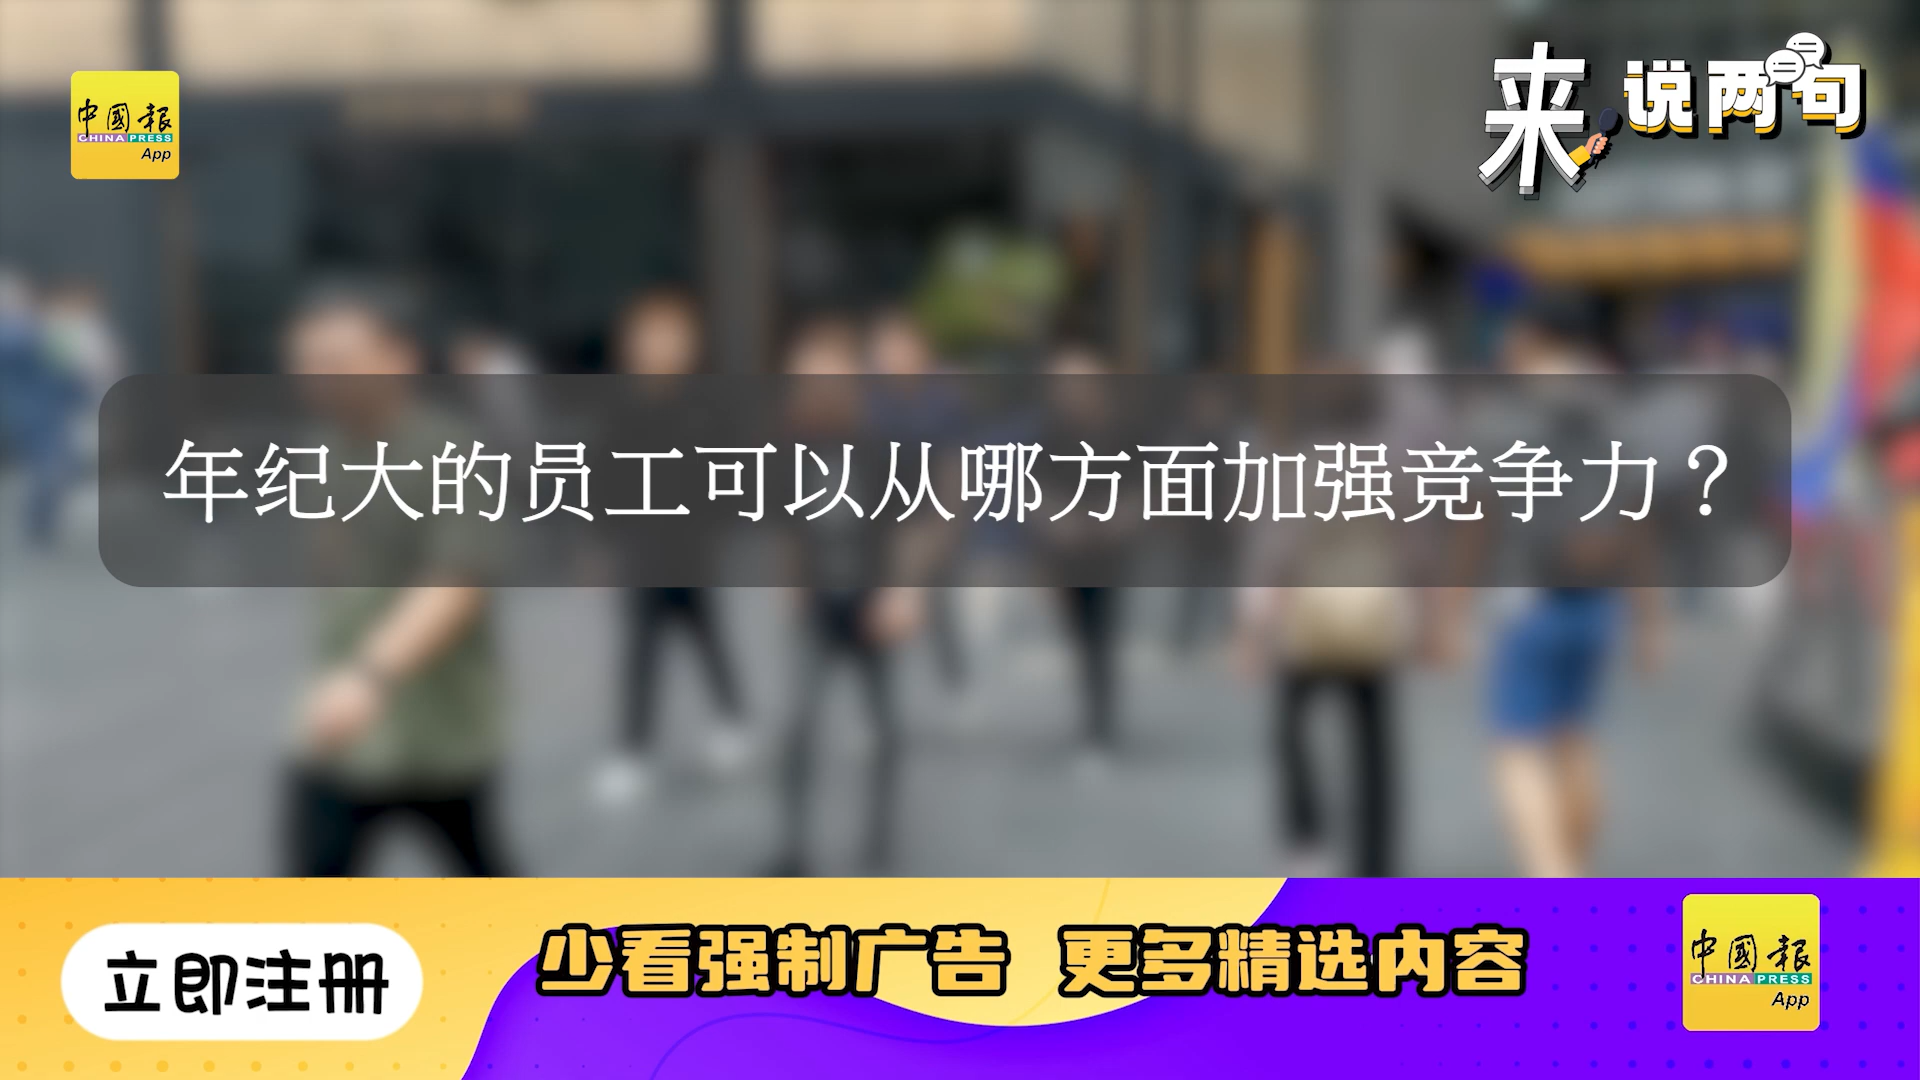 中國報
CHINA PRESS
App
来说两句
年纪大的员工可以从哪方面加强竞争力？
立即注册
少看强制广告 更多精选内容
中國報
CHINA PRESS
App